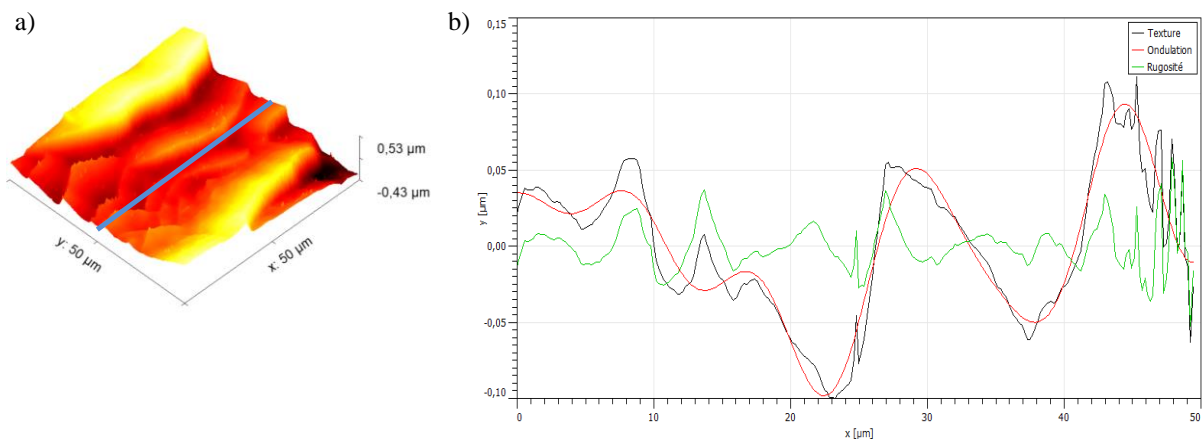 a)
0,53 µm
-0,43 µm
y: 50 µm
x: 50 µm
b)
0,15
0,10
0,05
0,00
-0,05
-0,10
y [µm]
Texture
Ondulation
Rugosité
0 10 20 30 40 50
x [µm]